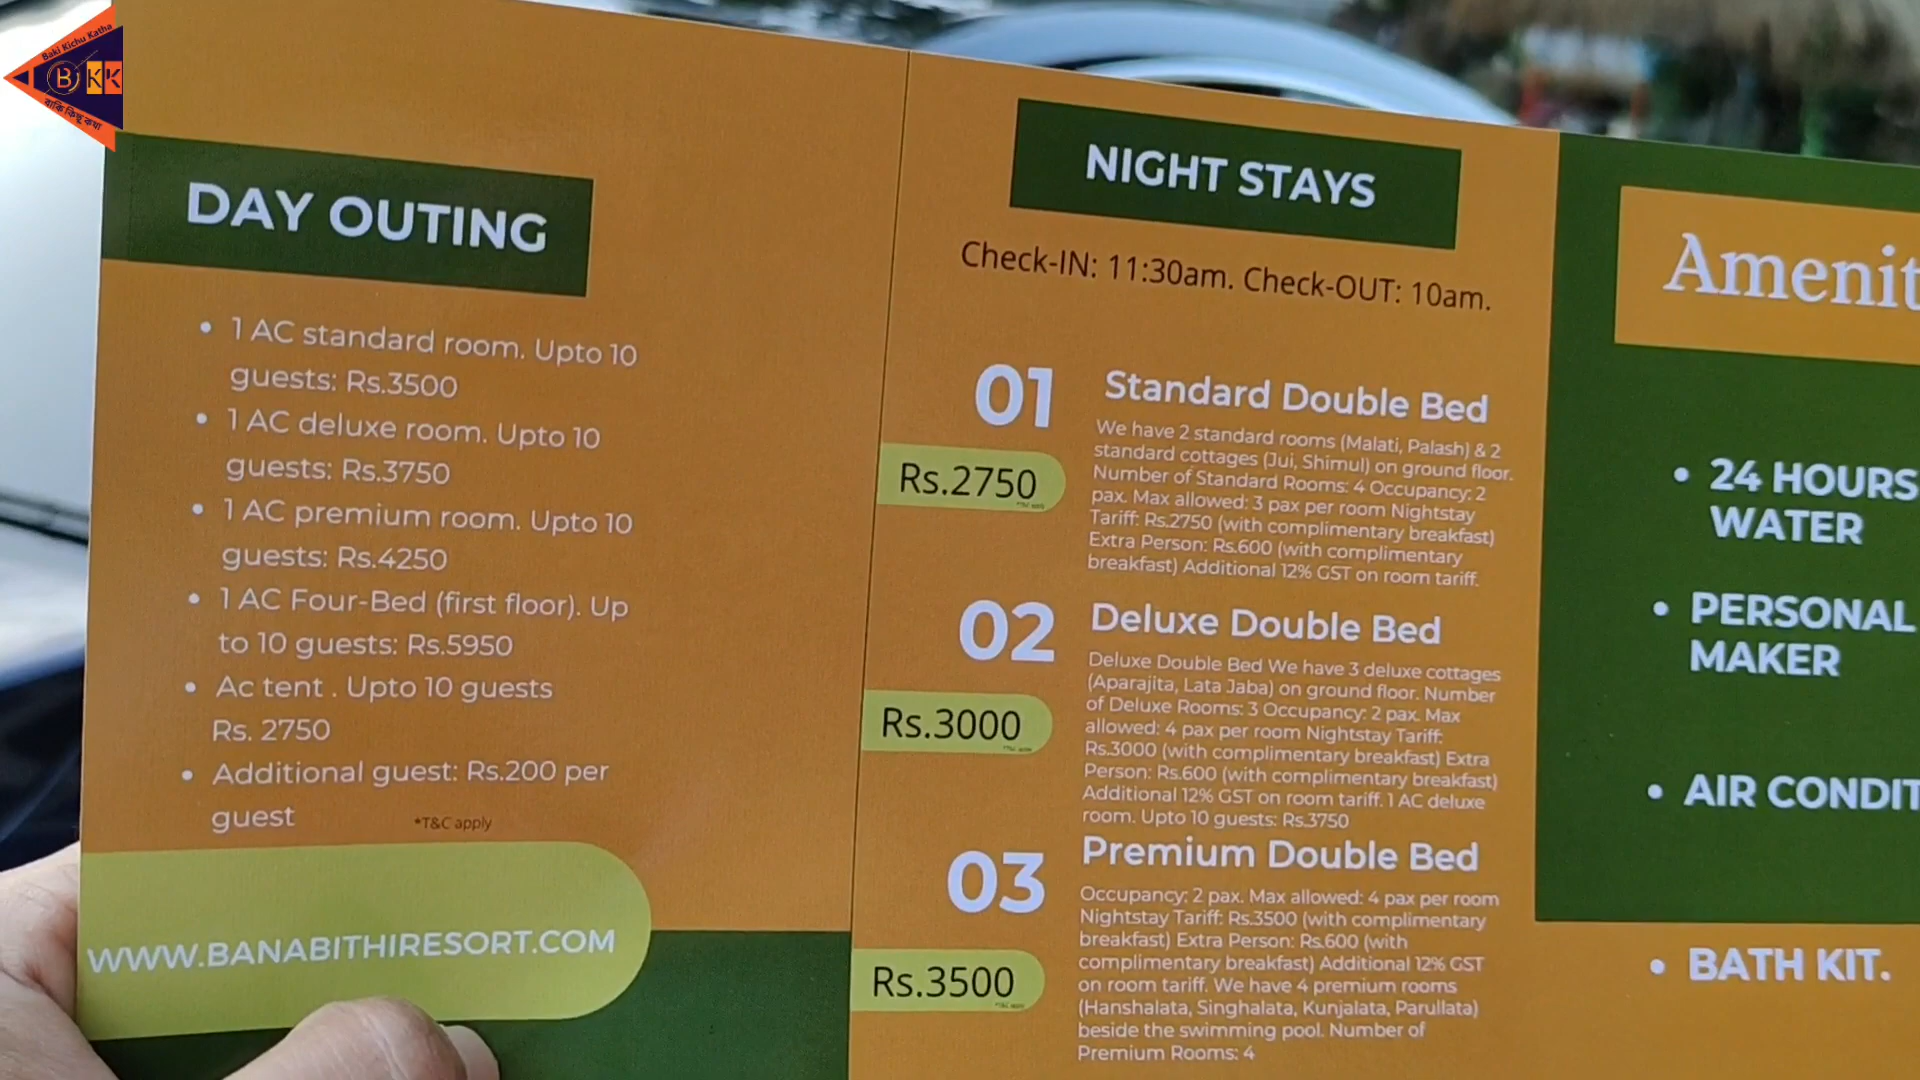 Baki Kichu Katha
B KK
বাকি কিছু কথা
DAY OUTING
• 1 AC standard room. Upto 10
guests: Rs.3500
• 1 AC deluxe room. Upto 10
guests: Rs.3750
• 1 AC premium room. Upto 10
guests: Rs.4250
• 1 AC Four-Bed (first floor). Up
to 10 guests: Rs.5950
• Ac tent . Upto 10 guests
Rs. 2750
• Additional guest: Rs.200 per
guest
*T&C apply
WWW.BANABITHIRESORT.COM
NIGHT STAYS
Check-IN: 11:30am. Check-OUT: 10am.
01
Rs.2750
*T&C apply
Standard Double Bed
We have 2 standard rooms (Malati, Palash) & 2
standard cottages (Jui, Shimul) on ground floor.
Number of Standard Rooms: 4 Occupancy: 2
pax. Max allowed: 3 pax per room Nightstay
Tariff: Rs.2750 (with complimentary breakfast)
Extra Person: Rs.600 (with complimentary
breakfast) Additional 12% GST on room tariff.
02
Rs.3000
*T&C apply
Deluxe Double Bed
Deluxe Double Bed We have 3 deluxe cottages
(Aparajita, Lata Jaba) on ground floor. Number
of Deluxe Rooms: 3 Occupancy: 2 pax. Max
allowed: 4 pax per room Nightstay Tariff:
Rs.3000 (with complimentary breakfast) Extra
Person: Rs.600 (with complimentary breakfast)
Additional 12% GST on room tariff. 1 AC deluxe
room. Upto 10 guests: Rs.3750
03
Rs.3500
*T&C apply
Premium Double Bed
Occupancy: 2 pax. Max allowed: 4 pax per room
Nightstay Tariff: Rs.3500 (with complimentary
breakfast) Extra Person: Rs.600 (with
complimentary breakfast) Additional 12% GST
on room tariff. We have 4 premium rooms
(Hanshalata, Singhalata, Kunjalata, Parullata)
beside the swimming pool. Number of
Premium Rooms: 4
Amenit
• 24 HOURS
WATER
• PERSONAL
MAKER
• AIR CONDIT
• BATH KIT.